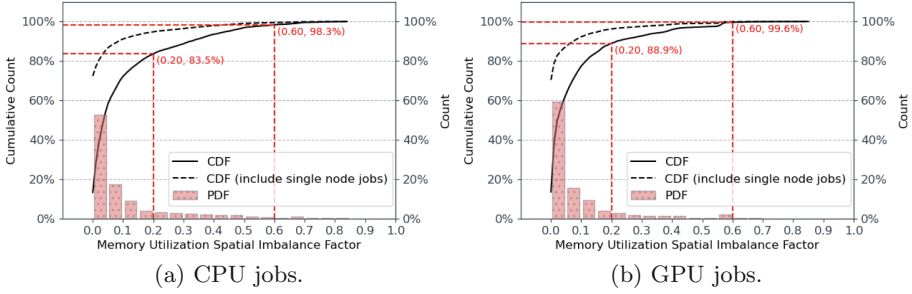 100%
80%
60%
40%
20%
0%
Cumulative Count
(0.60, 98.3%)
(0.20, 83.5%)
CDF
CDF (include single node jobs)
PDF
100%
80%
60%
40%
20%
0%
Count
0.0 0.1 0.2 0.3 0.4 0.5 0.6 0.7 0.8 0.9 1.0
Memory Utilization Spatial Imbalance Factor
(a) CPU jobs.
100%
80%
60%
40%
20%
0%
Cumulative Count
(0.60, 99.6%)
(0.20, 88.9%)
CDF
CDF (include single node jobs)
PDF
100%
80%
60%
40%
20%
0%
Count
0.0 0.1 0.2 0.3 0.4 0.5 0.6 0.7 0.8 0.9 1.0
Memory Utilization Spatial Imbalance Factor
(b) GPU jobs.